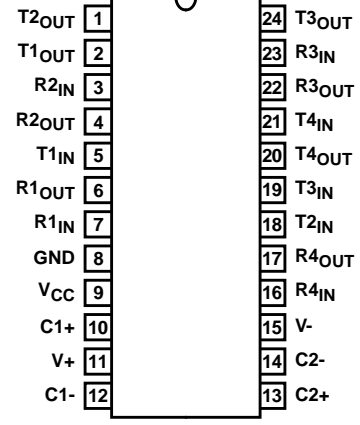 T2OUT 1 24 T3OUT
T1OUT 2 23 R3IN
R2IN 3 22 R3OUT
R2OUT 4 21 T4IN
T1IN 5 20 T4OUT
R1OUT 6 19 T3IN
R1IN 7 18 T2IN
GND 8 17 R4OUT
VCC 9 16 R4IN
C1+ 10 15 V-
V+ 11 14 C2-
C1- 12 13 C2+